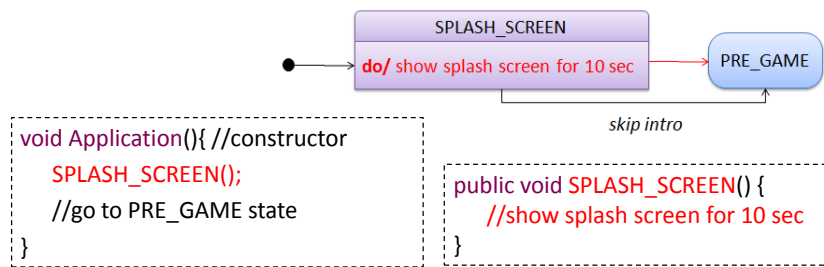 SPLASH_SCREEN
do/ show splash screen for 10 sec
PRE_GAME
skip intro
void Application(){ //constructor
SPLASH_SCREEN();
//go to PRE_GAME state
}
public void SPLASH_SCREEN() {
//show splash screen for 10 sec
}